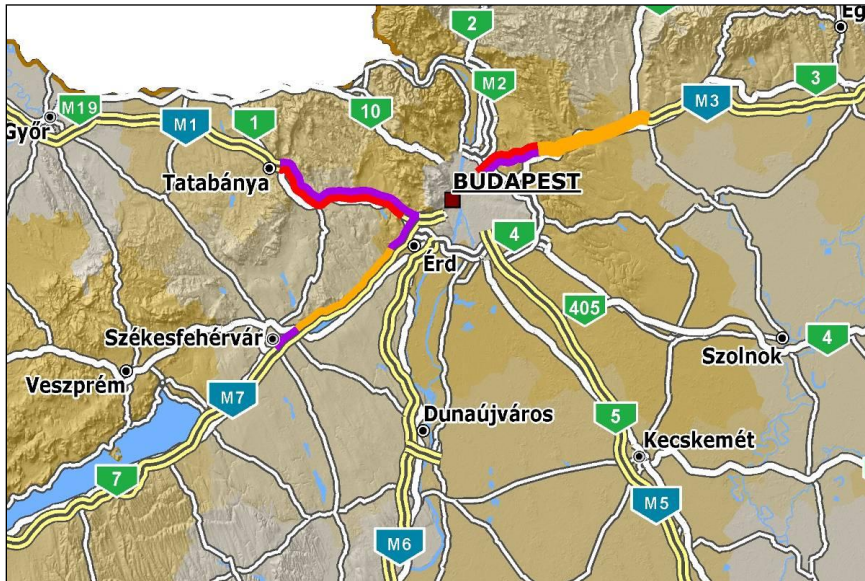 2
M2
Eg
3
M3
M19
Győr
M1
1
10
Tatabánya
BUDAPEST
4
Érd
405
Székesfehérvár
Szolnok
4
Veszprém
M7
Dunaújváros
5
Kecskemét
7
M5
M6